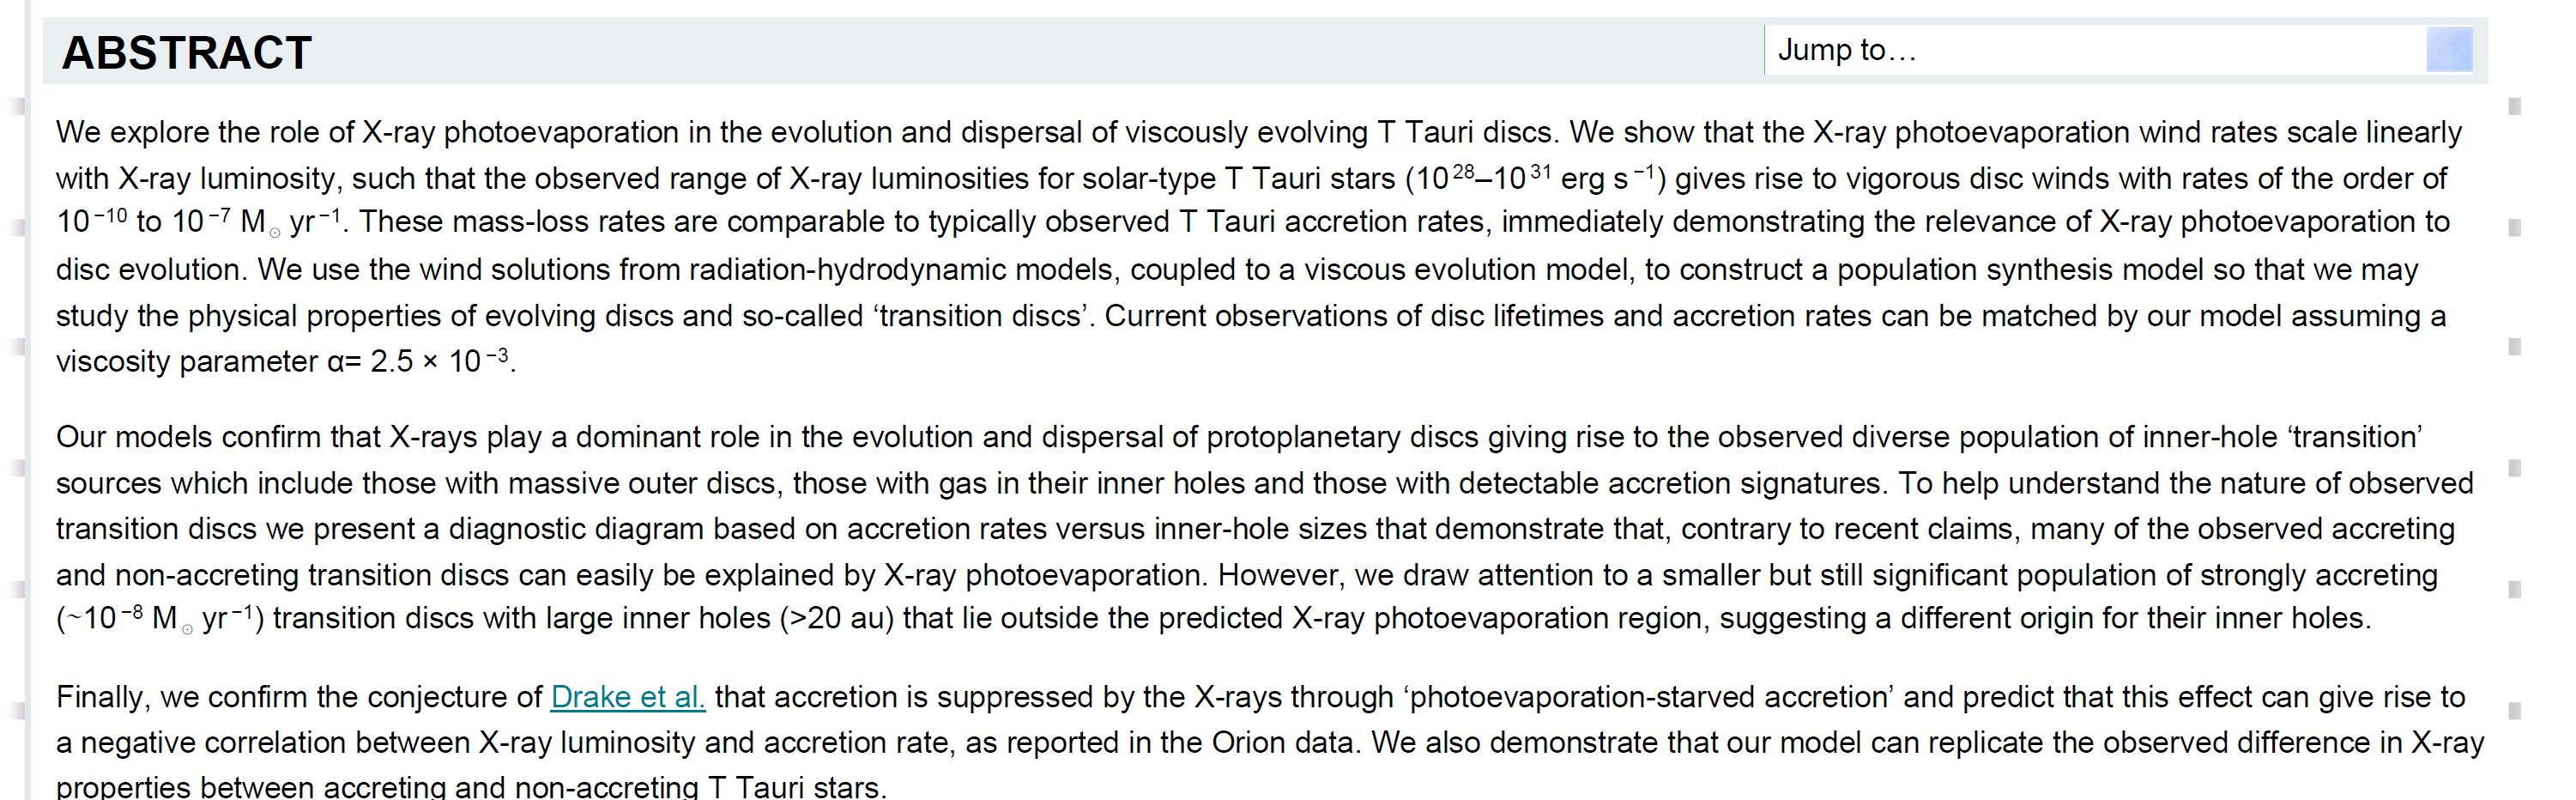 ABSTRACT
Jump to…
We explore the role of X-ray photoevaporation in the evolution and dispersal of viscously evolving T Tauri discs. We show that the X-ray photoevaporation wind rates scale linearly
with X-ray luminosity, such that the observed range of X-ray luminosities for solar-type T Tauri stars (10²⁸–10³¹ erg s⁻¹) gives rise to vigorous disc winds with rates of the order of
10⁻¹⁰ to 10⁻⁷ M⊙ yr⁻¹. These mass-loss rates are comparable to typically observed T Tauri accretion rates, immediately demonstrating the relevance of X-ray photoevaporation to
disc evolution. We use the wind solutions from radiation-hydrodynamic models, coupled to a viscous evolution model, to construct a population synthesis model so that we may
study the physical properties of evolving discs and so-called ‘transition discs’. Current observations of disc lifetimes and accretion rates can be matched by our model assuming a
viscosity parameter α= 2.5 × 10⁻³.
Our models confirm that X-rays play a dominant role in the evolution and dispersal of protoplanetary discs giving rise to the observed diverse population of inner-hole ‘transition’
sources which include those with massive outer discs, those with gas in their inner holes and those with detectable accretion signatures. To help understand the nature of observed
transition discs we present a diagnostic diagram based on accretion rates versus inner-hole sizes that demonstrate that, contrary to recent claims, many of the observed accreting
and non-accreting transition discs can easily be explained by X-ray photoevaporation. However, we draw attention to a smaller but still significant population of strongly accreting
(~10⁻⁸ M⊙ yr⁻¹) transition discs with large inner holes (>20 au) that lie outside the predicted X-ray photoevaporation region, suggesting a different origin for their inner holes.
Finally, we confirm the conjecture of Drake et al. that accretion is suppressed by the X-rays through ‘photoevaporation-starved accretion’ and predict that this effect can give rise to
a negative correlation between X-ray luminosity and accretion rate, as reported in the Orion data. We also demonstrate that our model can replicate the observed difference in X-ray
properties between accreting and non-accreting T Tauri stars.